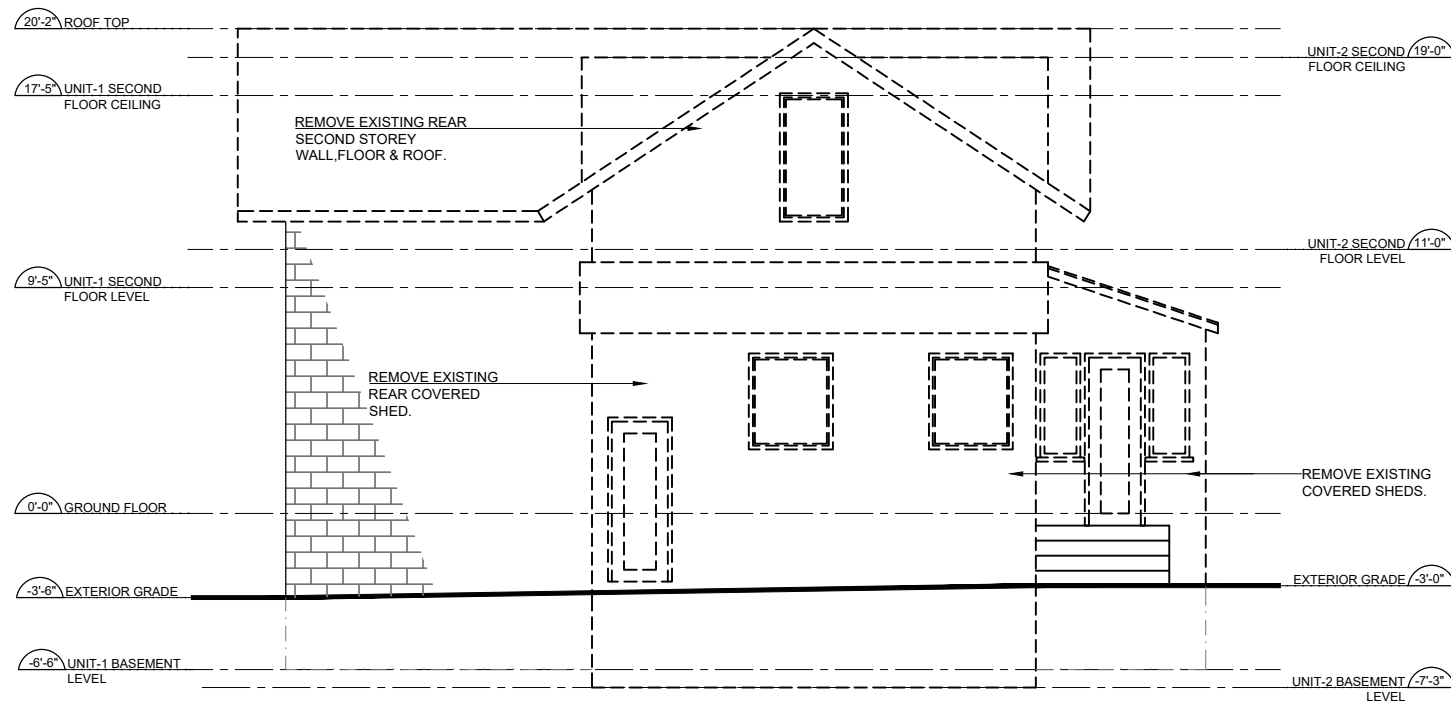 20'-2" ROOF TOP
UNIT-2 SECOND 19'-0"
FLOOR CEILING
17'-5" UNIT-1 SECOND
FLOOR CEILING
REMOVE EXISTING REAR
SECOND STOREY
WALL,FLOOR & ROOF.
UNIT-2 SECOND 11'-0"
FLOOR LEVEL
9'-5" UNIT-1 SECOND
FLOOR LEVEL
REMOVE EXISTING
REAR COVERED
SHED.
REMOVE EXISTING
COVERED SHEDS.
0'-0" GROUND FLOOR
-3'-6" EXTERIOR GRADE
EXTERIOR GRADE -3'-0"
-6'-6" UNIT-1 BASEMENT
LEVEL
UNIT-2 BASEMENT -7'-3"
LEVEL